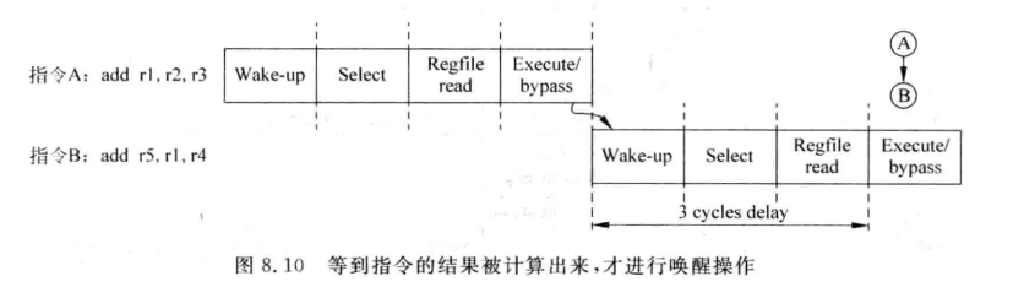 指令A: add r1, r2, r3
Wake-up
Select
Regfile
read
Execute/
bypass
A
B
指令B: add r5, r1, r4
Wake-up
Select
Regfile
read
Execute/
bypass
3 cycles delay
图 8.10 等到指令的结果被计算出来,才进行唤醒操作